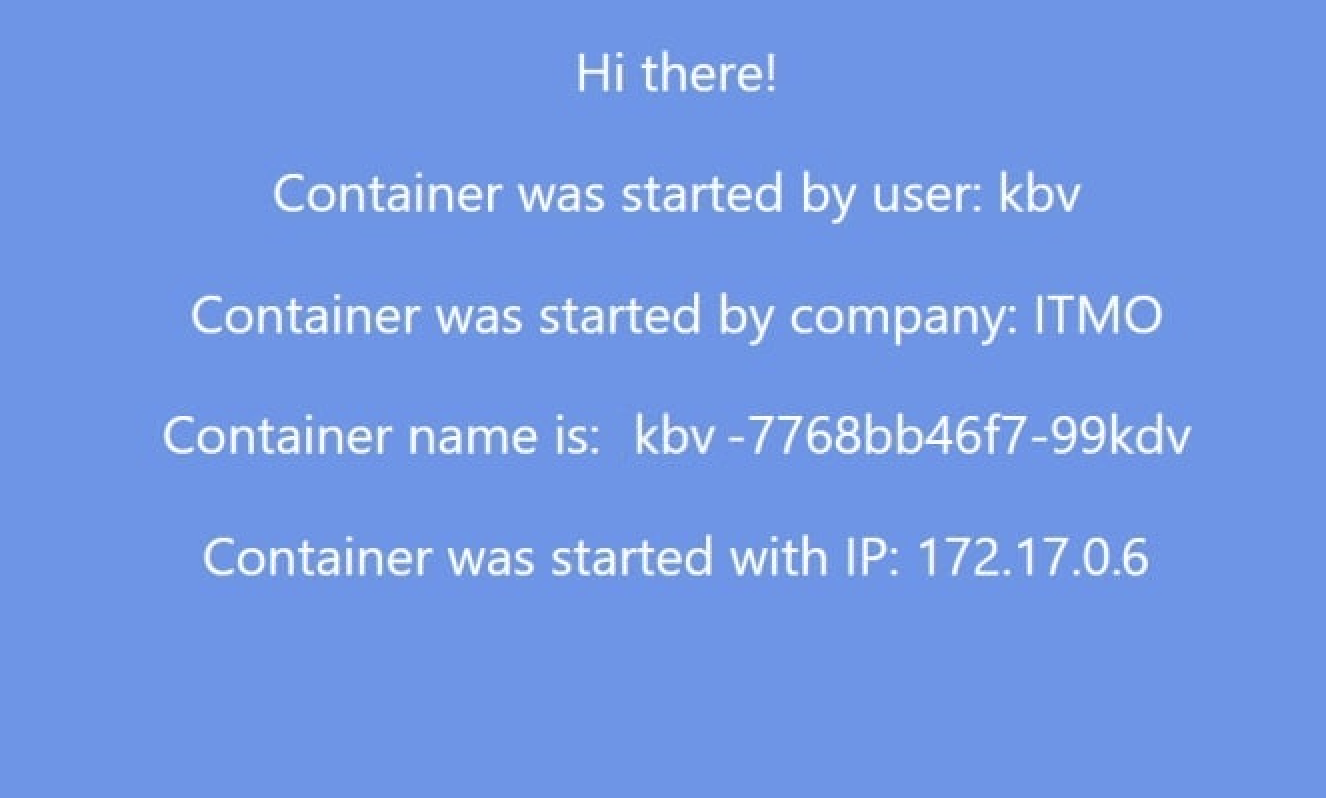 Hi there!
Container was started by user: kbv
Container was started by company: ITMO
Container name is: kbv -7768bb46f7-99kdv
Container was started with IP: 172.17.0.6